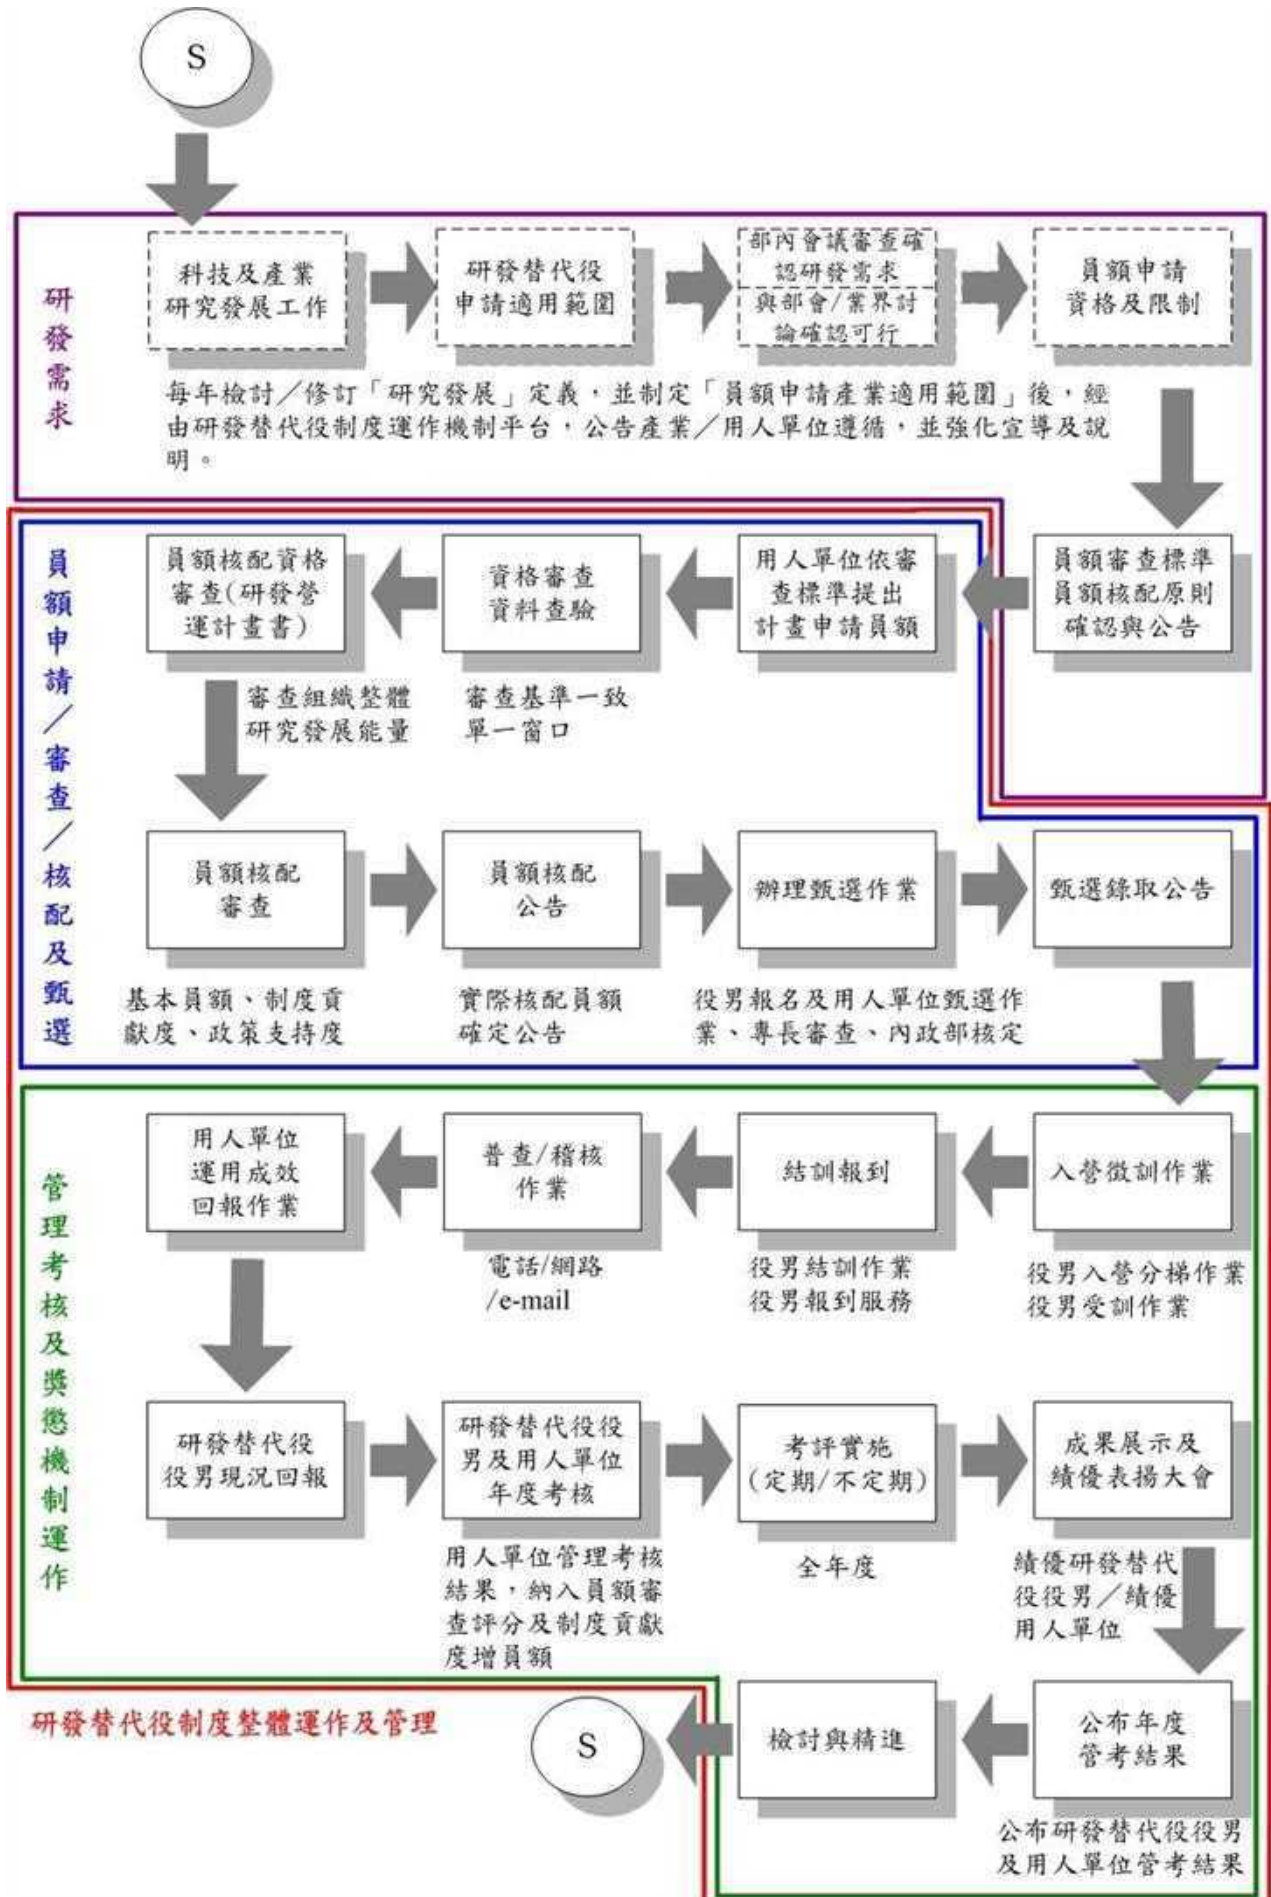 S
研發需求
科技及產業
研究發展工作
研發替代役
申請適用範圍
部內會議審查確
認研發需求
與部會/業界討
論確認可行
員額申請
資格及限制
每年檢討／修訂「研究發展」定義，並制定「員額申請產業適用範圍」後，經
由研發替代役制度運作機制平台，公告產業／用人單位遵循，並強化宣導及說
明。
員額審查標準
員額核配原則
確認與公告
員額申請／審查／核配及甄選
用人單位依審
查標準提出
計畫申請員額
資格審查
資料查驗
審查基準一致
單一窗口
員額核配資格
審查(研發營
運計畫書)
審查組織整體
研究發展能量
員額核配
審查
基本員額、制度貢
獻度、政策支持度
員額核配
公告
實際核配員額
確定公告
辦理甄選作業
役男報名及用人單位甄選作
業、專長審查、內政部核定
甄選錄取公告
管理考核及獎懲機制運作
入營徵訓作業
役男入營分梯作業
役男受訓作業
結訓報到
役男結訓作業
役男報到服務
普查/稽核
作業
電話/網路
/e-mail
用人單位
運用成效
回報作業
研發替代役
役男現況回報
研發替代役役
男及用人單位
年度考核
用人單位管理考核
結果，納入員額審
查評分及制度貢獻
度增員額
考評實施
(定期/不定期)
全年度
成果展示及
績優表揚大會
績優研發替代
役役男／績優
用人單位
公布年度
管考結果
公布研發替代役役男
及用人單位管考結果
檢討與精進
S
研發替代役制度整體運作及管理